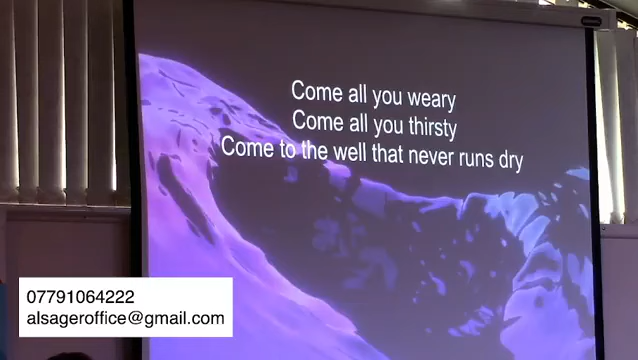 Come all you weary
Come all you thirsty
Come to the well that never runs dry
07791064222
alsageroffice@gmail.com